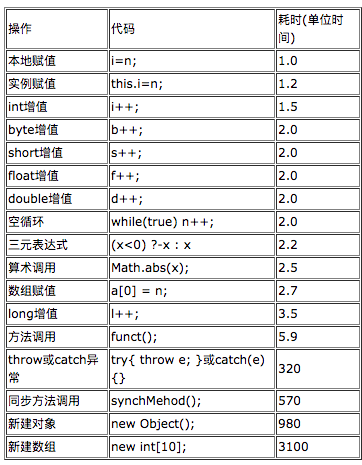 操作 代码 耗时(单位时
间)
本地赋值 i=n; 1.0
实例赋值 this.i=n; 1.2
int增值 i++; 1.5
byte增值 b++; 2.0
short增值 s++; 2.0
float增值 f++; 2.0
double增值 d++; 2.0
空循环 while(true) n++; 2.0
三元表达式 (x<0) ?-x : x 2.2
算术调用 Math.abs(x); 2.5
数组赋值 a[0] = n; 2.7
long增值 l++; 3.5
方法调用 funct(); 5.9
throw或catch异 try{ throw e; }或catch(e) 320
常 {}
同步方法调用 synchMehod(); 570
新建对象 new Object(); 980
新建数组 new int[10]; 3100